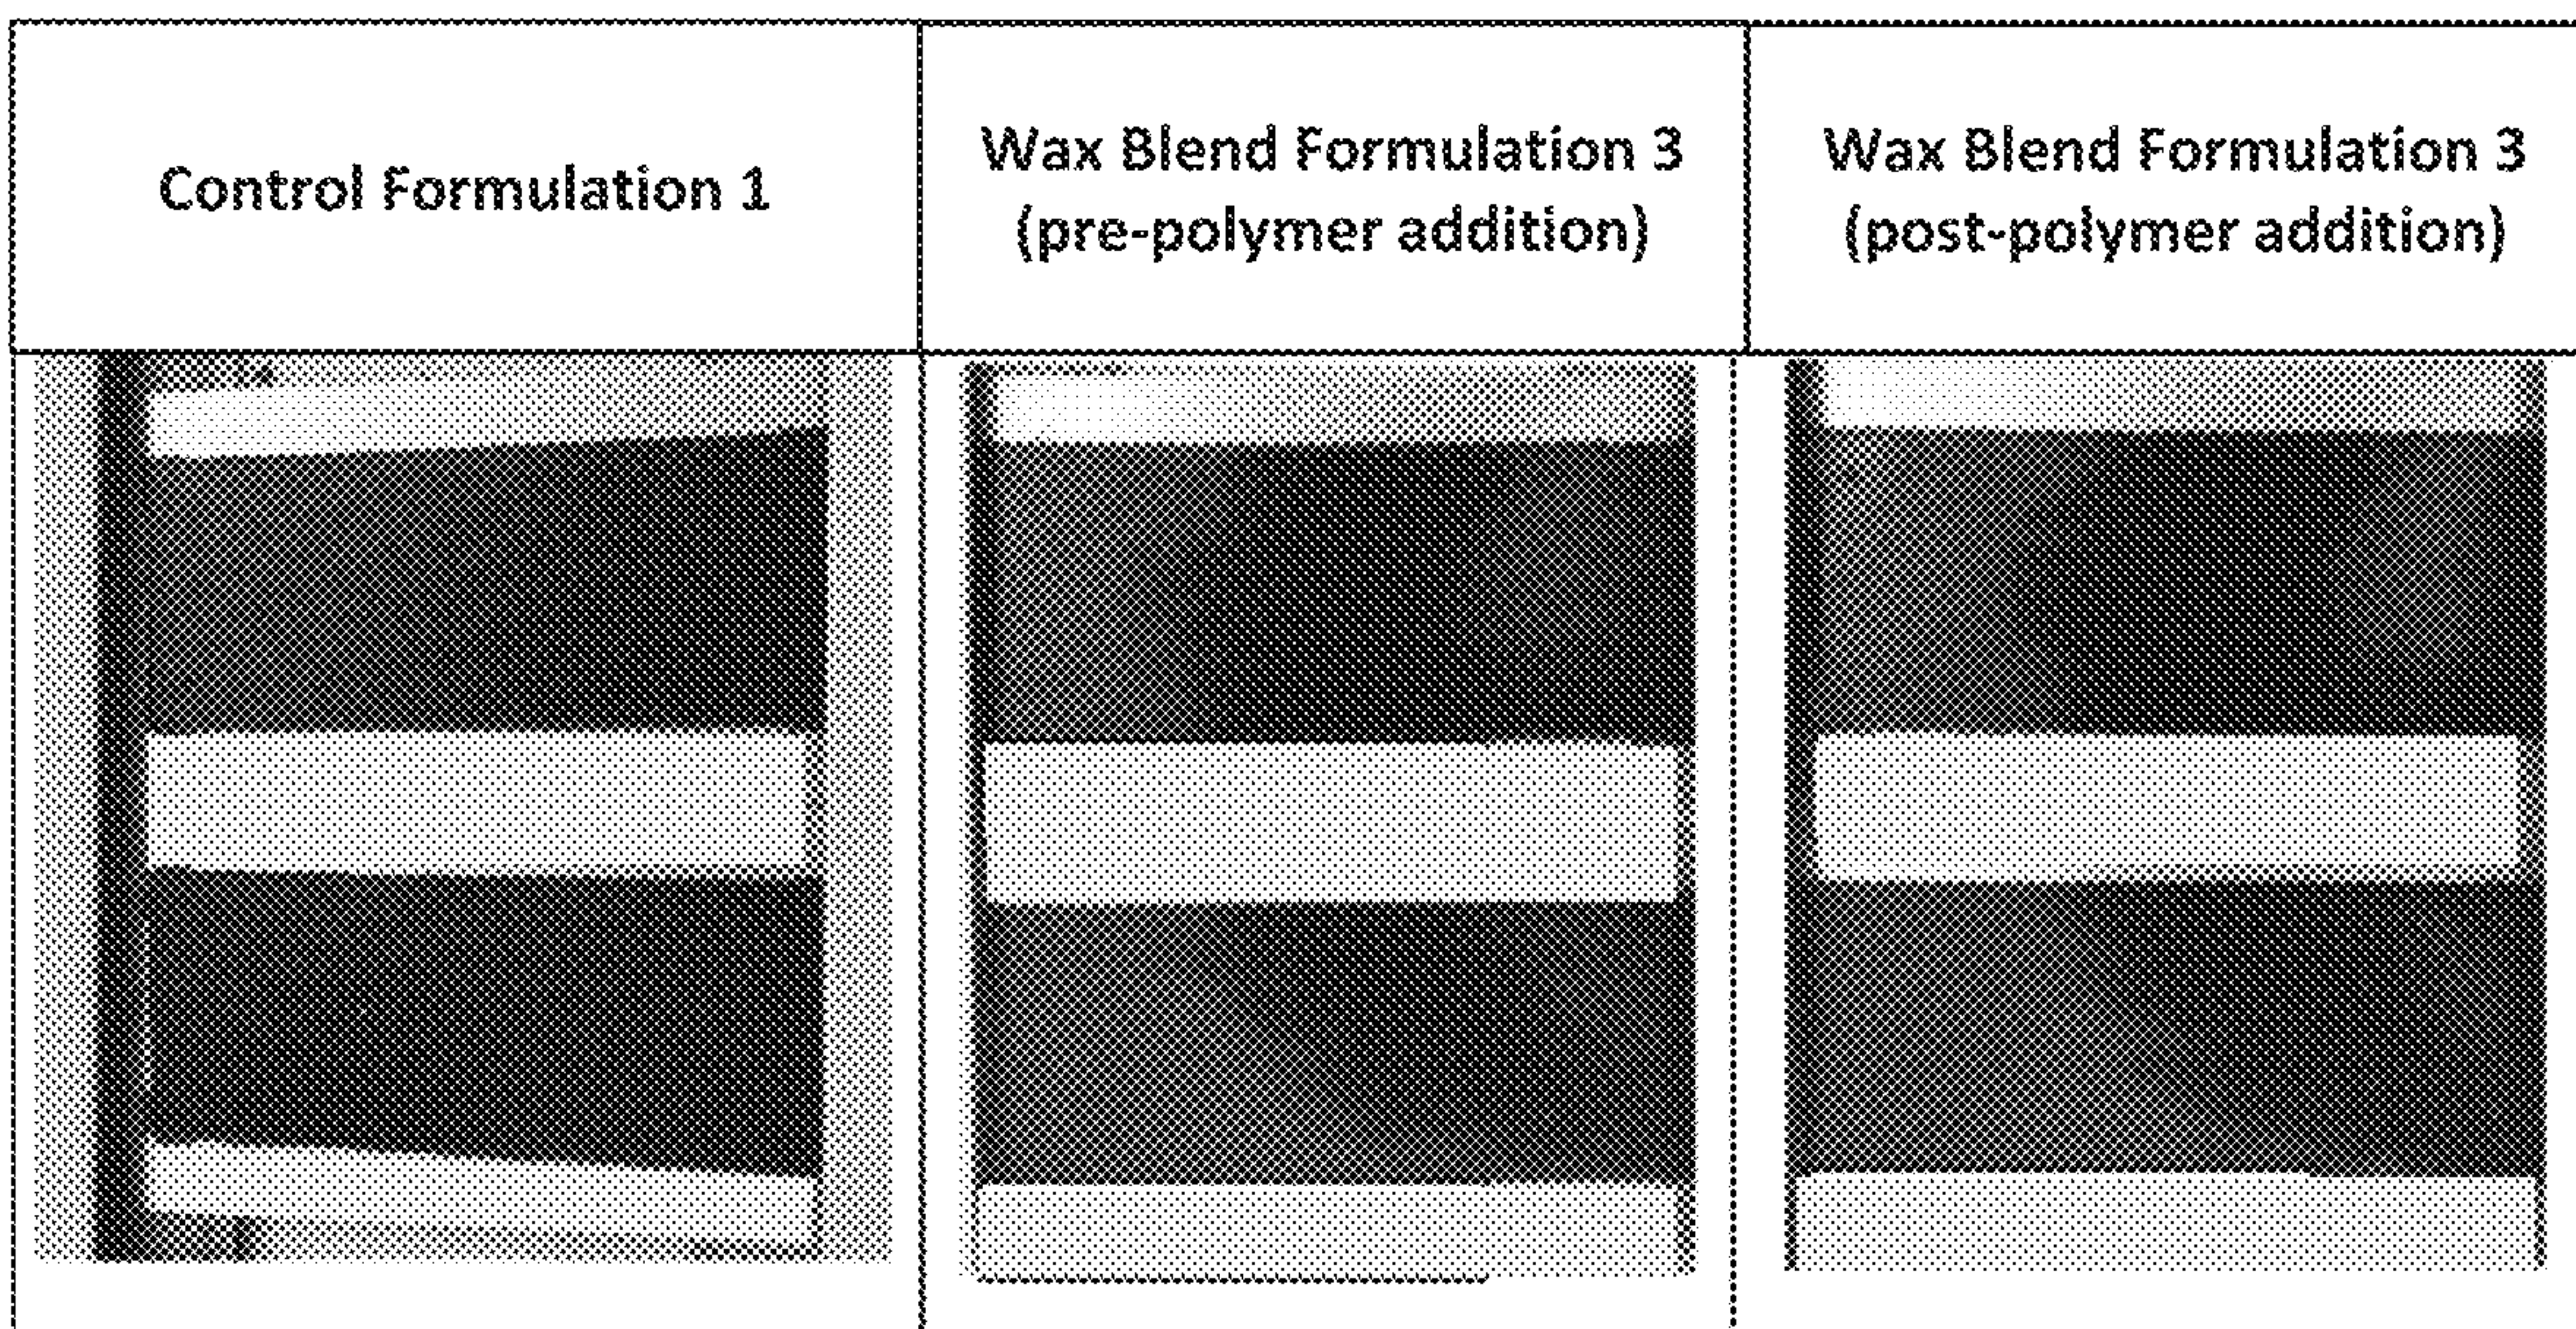 Control Formulation 1
Wax Blend Formulation 3
(pre-polymer addition)
Wax Blend Formulation 3
(post-polymer addition)